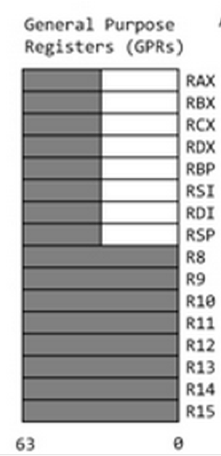 General Purpose
Registers (GPRs)
RAX
RBX
RCX
RDX
RBP
RSI
RDI
RSP
R8
R9
R10
R11
R12
R13
R14
R15
63 0